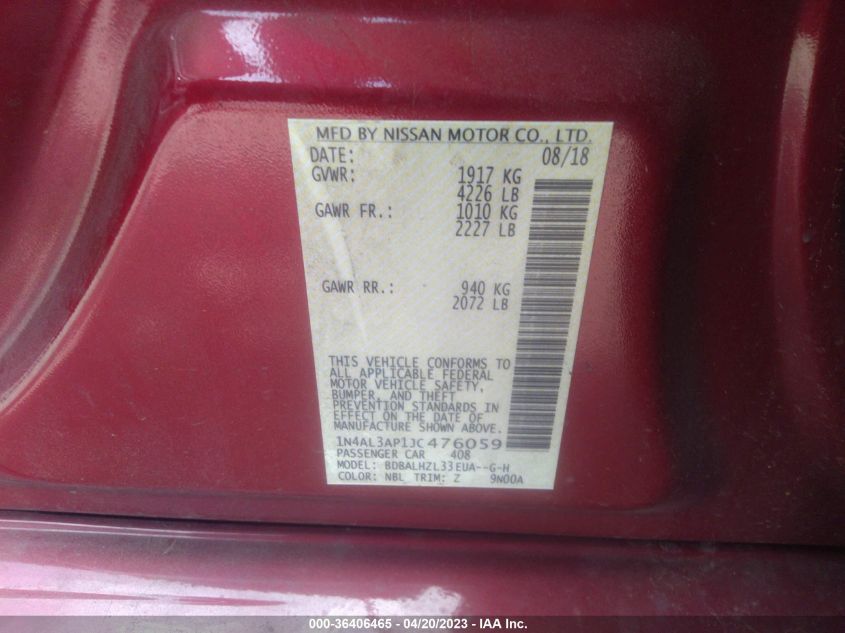 MFD BY NISSAN MOTOR CO., LTD.
DATE: 08/18
GVWR: 1917 KG
4226 LB
GAWR FR.: 1010 KG
2227 LB
GAWR RR.: 940 KG
2072 LB
THIS VEHICLE CONFORMS TO
ALL APPLICABLE FEDERAL
MOTOR VEHICLE SAFETY,
BUMPER, AND THEFT
PREVENTION STANDARDS IN
EFFECT ON THE DATE OF
MANUFACTURE SHOWN ABOVE.
1N4AL3AP1JC476059
PASSENGER CAR 408
MODEL: BDBALHZL33EUA--G-H
COLOR: NBL TRIM: Z 9N00A
000-36406465 - 04/20/2023 - IAA Inc.